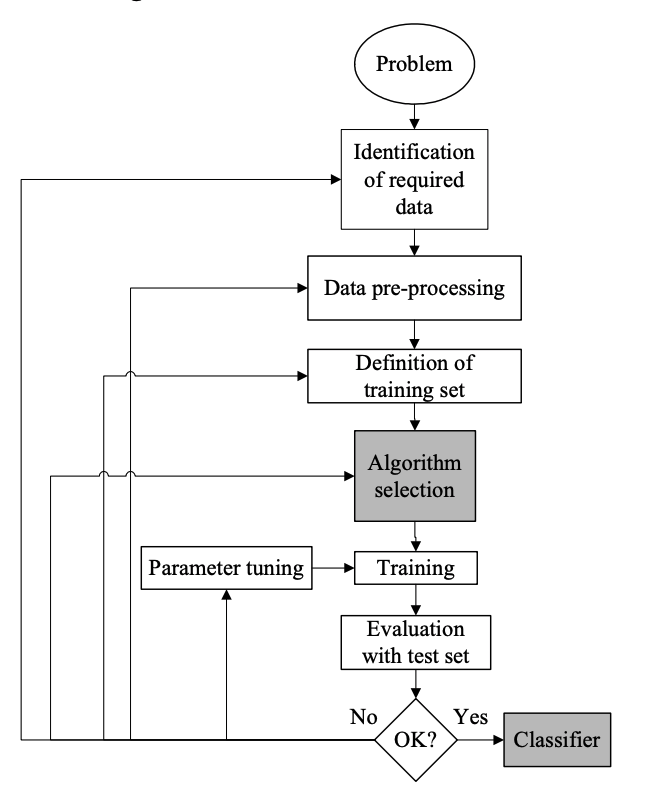 Problem
Identification
of required
data
Data pre-processing
Definition of
training set
Algorithm
selection
Parameter tuning
Training
Evaluation
with test set
No
OK?
Yes
Classifier